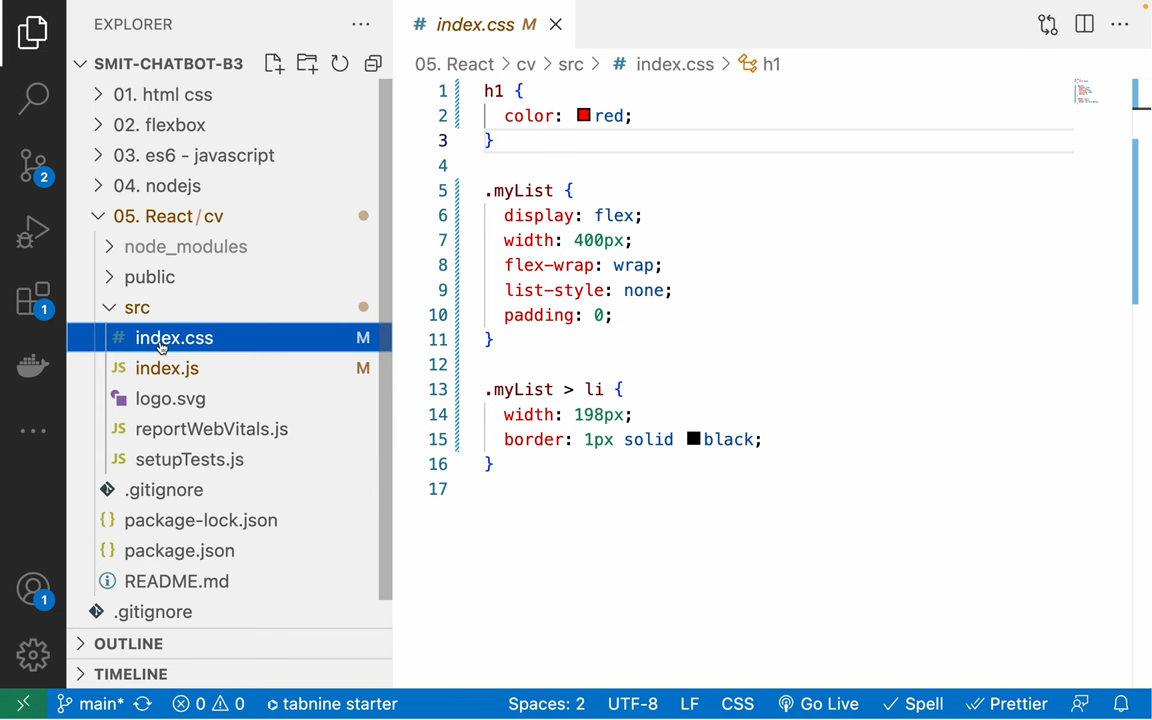 EXPLORER
SMIT-CHATBOT-B3
01. html css
02. flexbox
03. es6 - javascript
04. nodejs
05. React / cv
node_modules
public
src
index.css M
index.js M
logo.svg
reportWebVitals.js
setupTests.js
.gitignore
package-lock.json
package.json
README.md
.gitignore
OUTLINE
TIMELINE
2
1
1
index.css M
05. React > cv > src > # index.css > h1
1 h1 {
2 color: red;
3 }
4
5 .myList {
6 display: flex;
7 width: 400px;
8 flex-wrap: wrap;
9 list-style: none;
10 padding: 0;
11 }
12
13 .myList > li {
14 width: 198px;
15 border: 1px solid black;
16 }
17
main* 0 0 tabnine starter Spaces: 2 UTF-8 LF CSS Go Live Spell Prettier